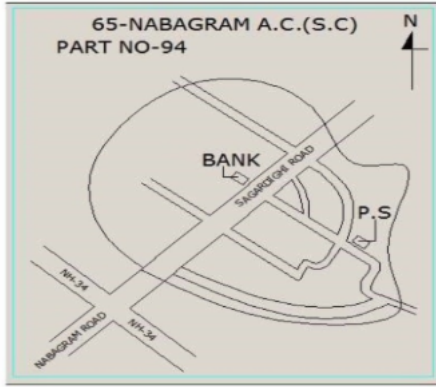 65-NABAGRAM A.C.(S.C)
N
PART NO-94
BANK
SAGARDIGHI ROAD
P.S
NH-34
NABAGRAM ROAD
NH-34